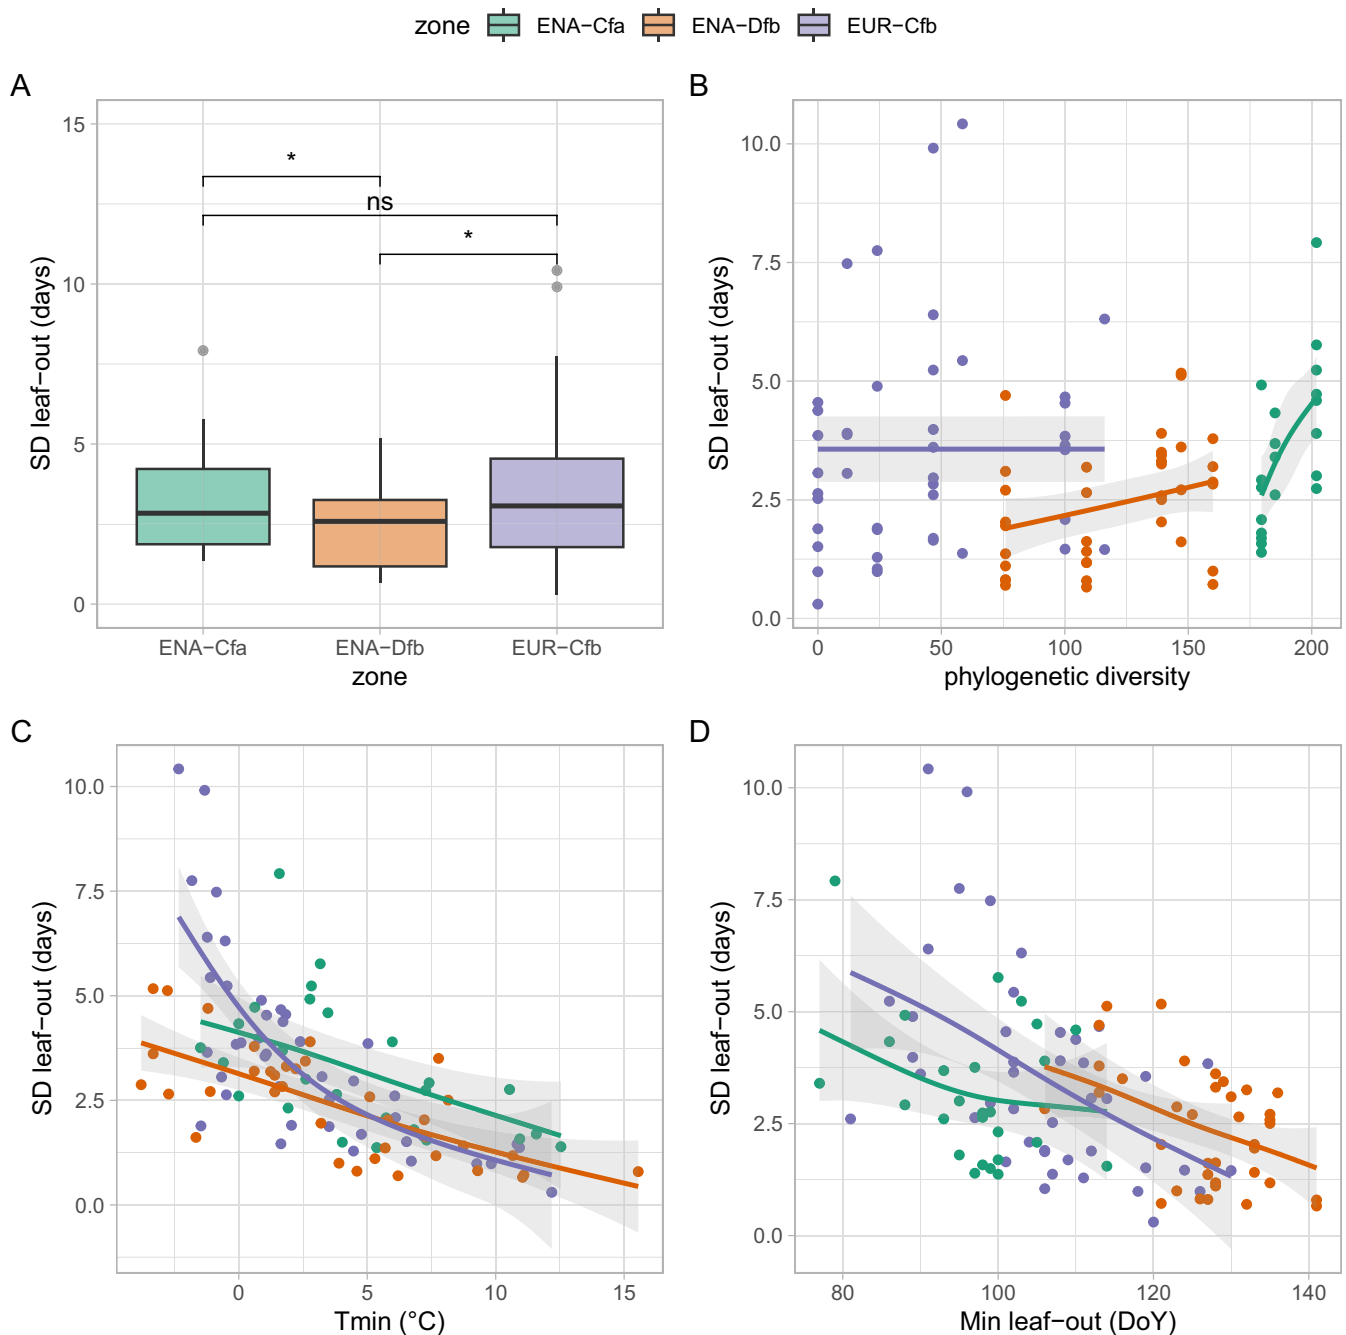 zone ENA−Cfa ENA−Dfb EUR−Cfb
A
SD leaf−out (days)
15
10
5
0
*
ns
*
ENA−Cfa ENA−Dfb EUR−Cfb
zone
B
SD leaf−out (days)
10.0
7.5
5.0
2.5
0.0
0 50 100 150 200
phylogenetic diversity
C
SD leaf−out (days)
10.0
7.5
5.0
2.5
0.0
0 5 10 15
Tmin (°C)
D
SD leaf−out (days)
10.0
7.5
5.0
2.5
0.0
80 100 120 140
Min leaf−out (DoY)